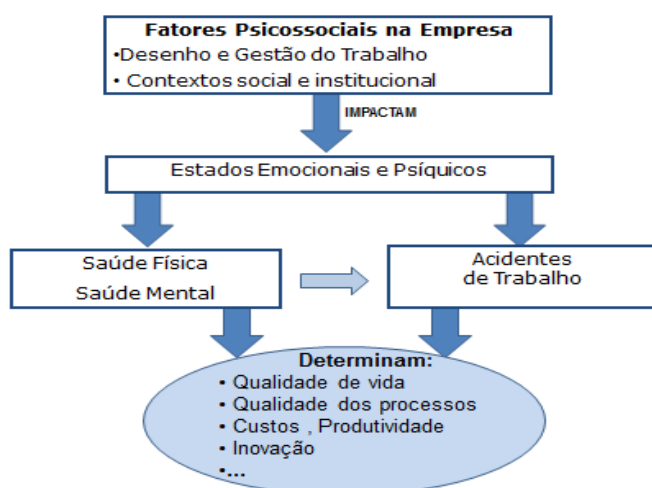 Fatores Psicossociais na Empresa
•Desenho e Gestão do Trabalho
• Contextos social e institucional
IMPACTAM
Estados Emocionais e Psíquicos
Saúde Física
Saúde Mental
Acidentes
de Trabalho
Determinam:
• Qualidade de vida
• Qualidade dos processos
• Custos , Produtividade
• Inovação
•...